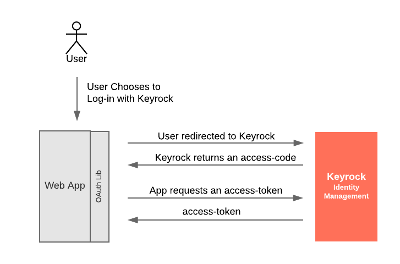 User
User Chooses to
Log-in with Keyrock
User redirected to Keyrock
Keyrock returns an access-code
Web App
OAuth Lib
App requests an access-token
access-token
Keyrock
Identity
Management